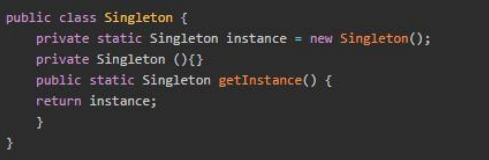 public class Singleton {
    private static Singleton instance = new Singleton();
    private Singleton (){}
    public static Singleton getInstance() {
    return instance;
    }
}